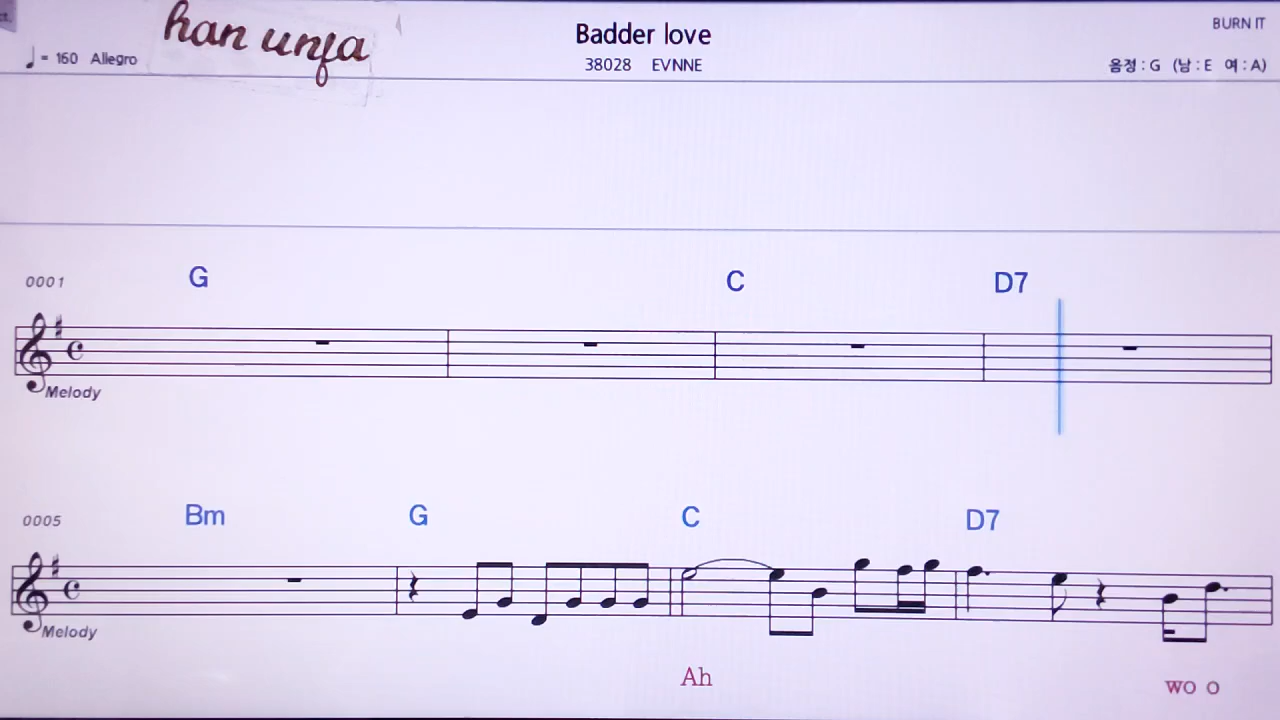 han unfa
Badder love
BURN IT
= 160 Allegro
38028 EVNNE
음정 : G (남 : E 여 : A)
0001
G C D7
Melody
0005
Bm G C D7
Melody
Ah WO O